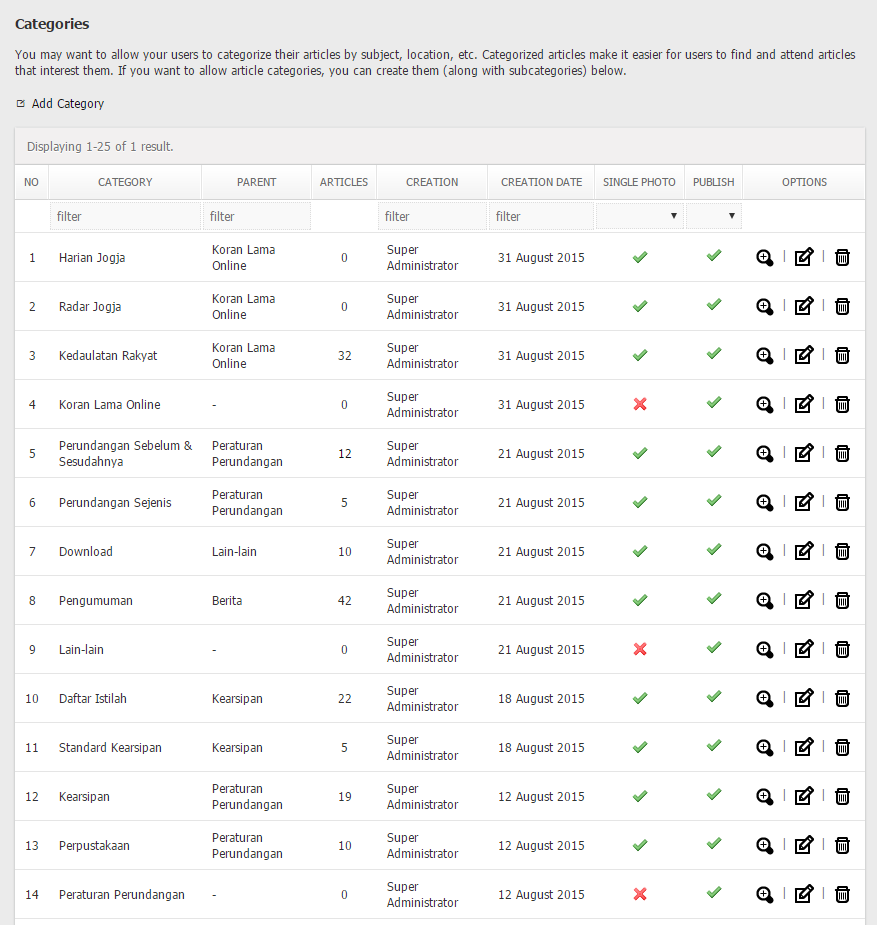 Categories
You may want to allow your users to categorize their articles by subject, location, etc. Categorized articles make it easier for users to find and attend articles
that interest them. If you want to allow article categories, you can create them (along with subcategories) below.
Add Category
Displaying 1-25 of 1 result.
NO CATEGORY PARENT ARTICLES CREATION CREATION DATE SINGLE PHOTO PUBLISH OPTIONS
filter filter filter filter
1 Harian Jogja Koran Lama Online 0 Super Administrator 31 August 2015
2 Radar Jogja Koran Lama Online 0 Super Administrator 31 August 2015
3 Kedaulatan Rakyat Koran Lama Online 32 Super Administrator 31 August 2015
4 Koran Lama Online - 0 Super Administrator 31 August 2015
5 Perundangan Sebelum & Sesudahnya Peraturan Perundangan 12 Super Administrator 21 August 2015
6 Perundangan Sejenis Peraturan Perundangan 5 Super Administrator 21 August 2015
7 Download Lain-lain 10 Super Administrator 21 August 2015
8 Pengumuman Berita 42 Super Administrator 21 August 2015
9 Lain-lain - 0 Super Administrator 21 August 2015
10 Daftar Istilah Kearsipan 22 Super Administrator 18 August 2015
11 Standard Kearsipan Kearsipan 5 Super Administrator 18 August 2015
12 Kearsipan Peraturan Perundangan 19 Super Administrator 12 August 2015
13 Perpustakaan Peraturan Perundangan 10 Super Administrator 12 August 2015
14 Peraturan Perundangan - 0 Super Administrator 12 August 2015